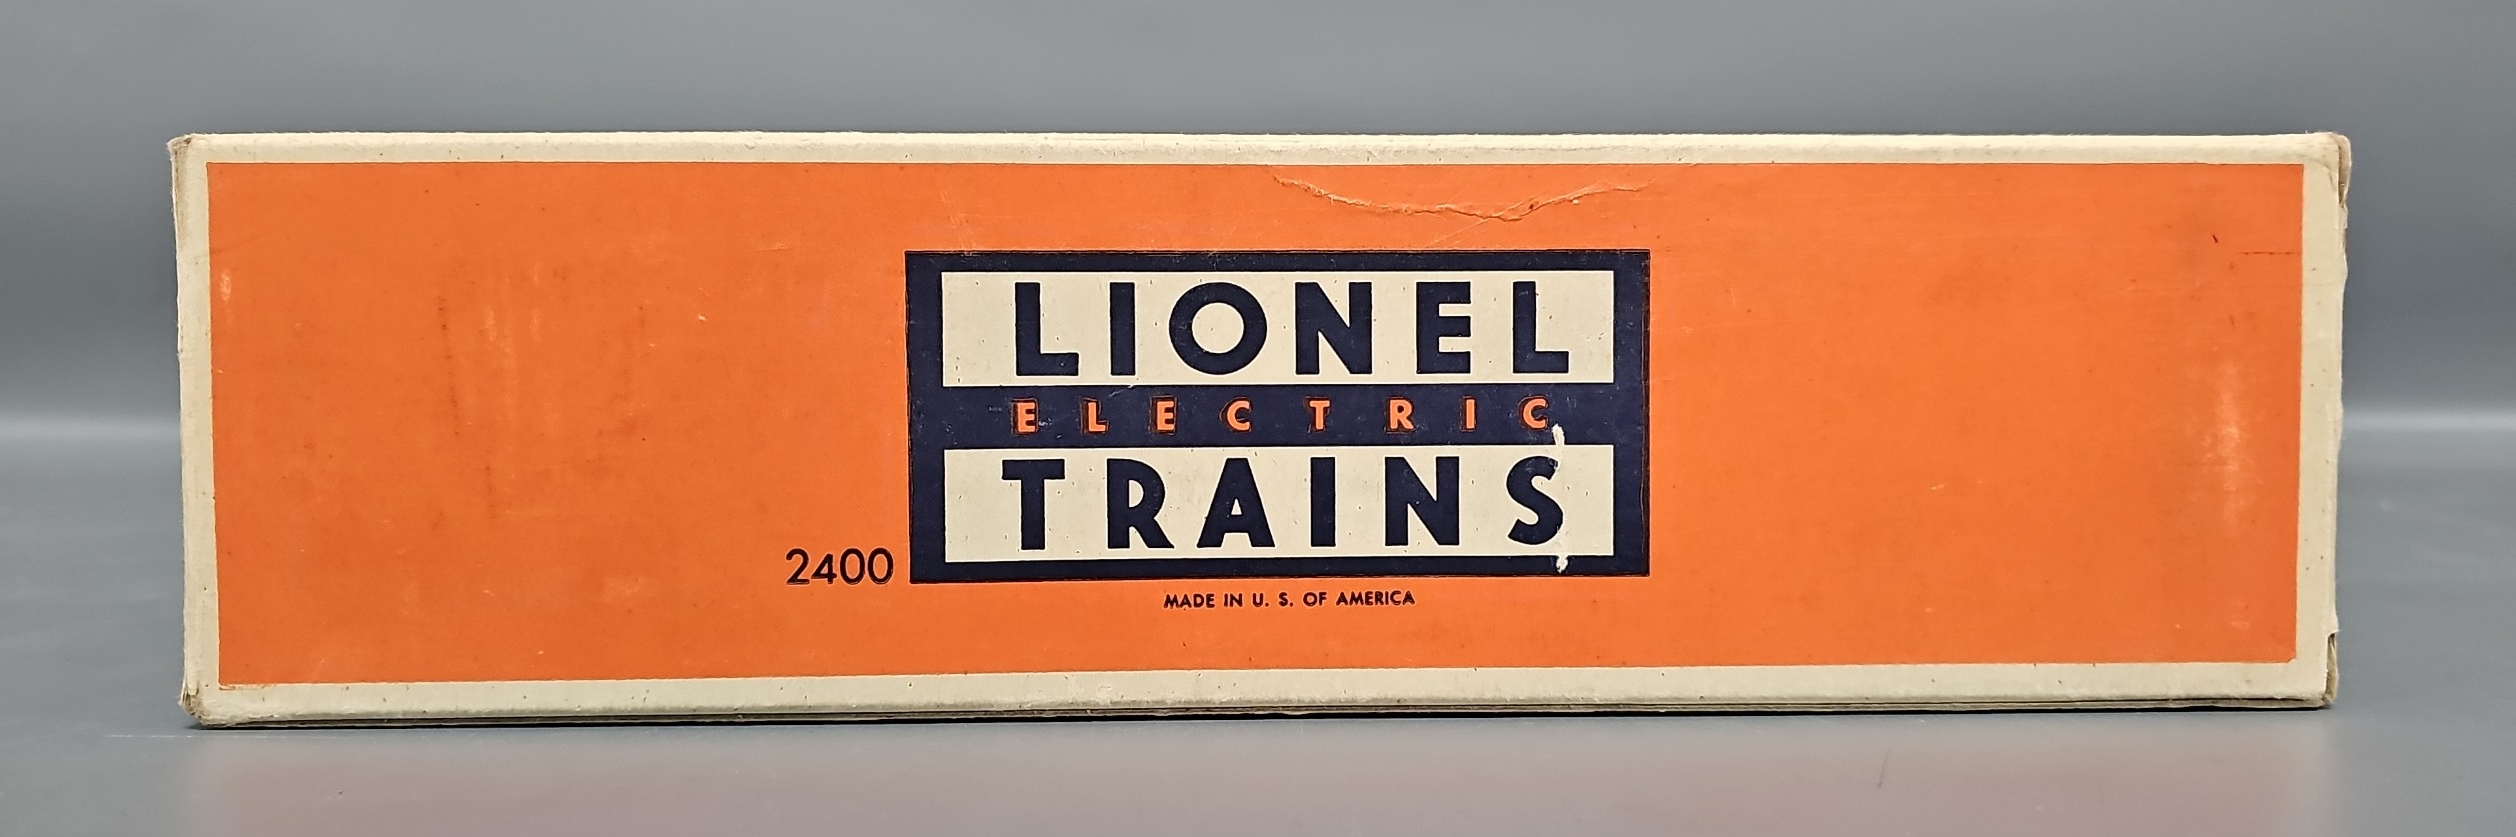 LIONEL
ELECTRIC
TRAINS
2400
MADE IN U. S. OF AMERICA